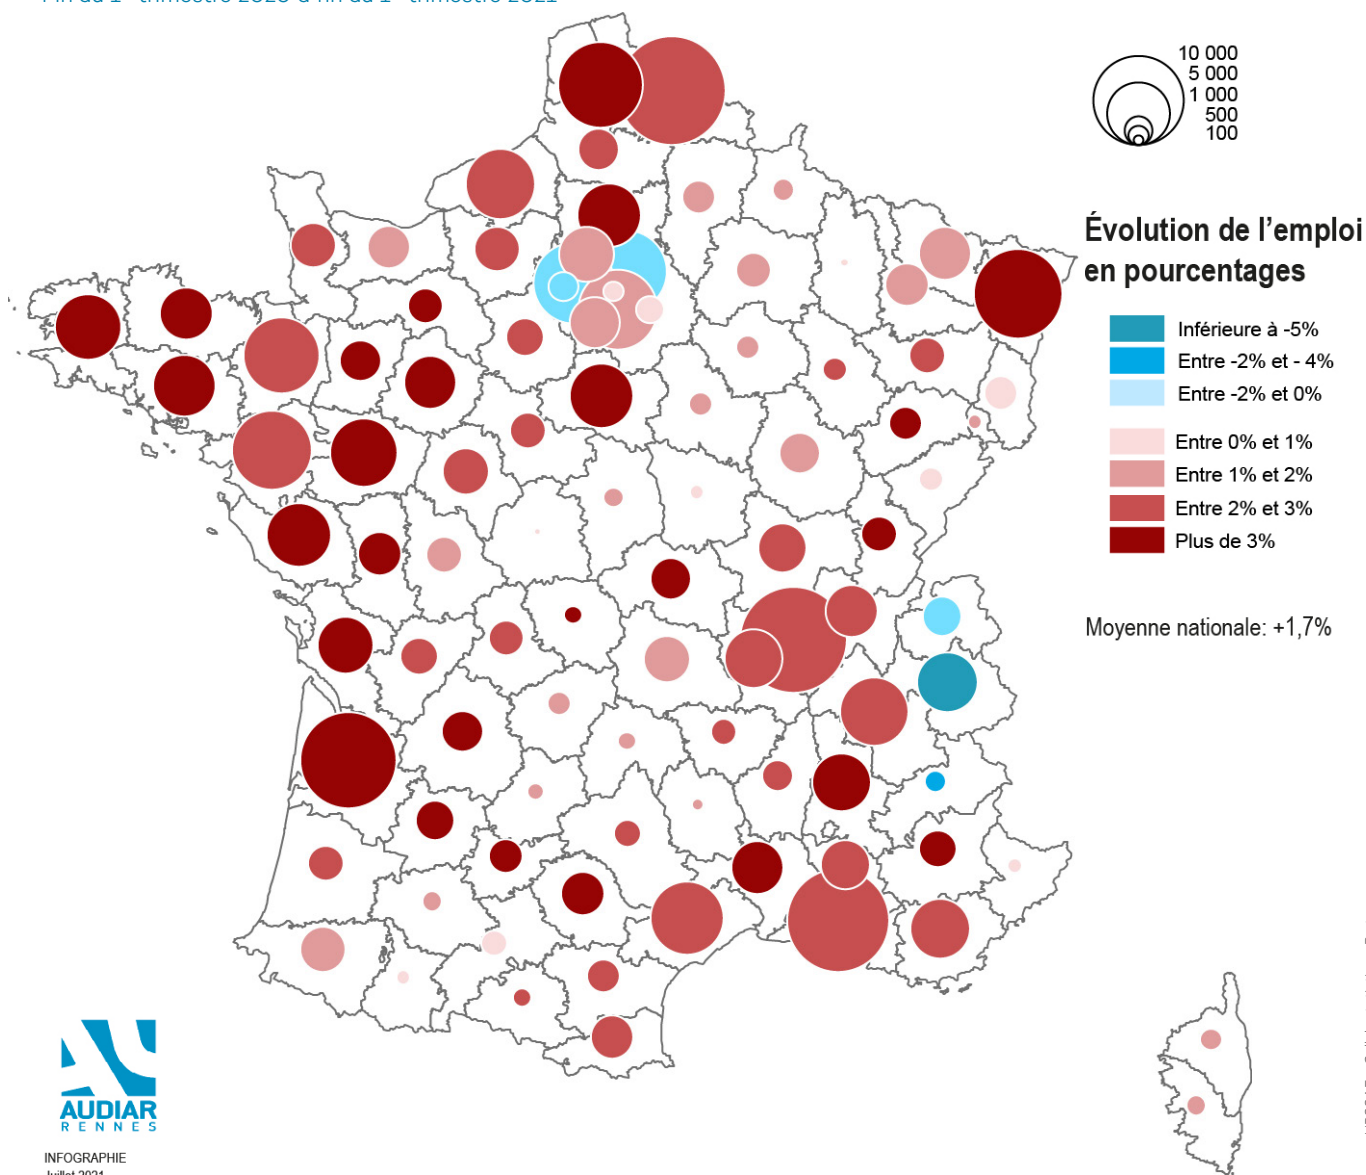 10 000
5 000
1 000
500
100
Évolution de l’emploi
en pourcentages
Inférieure à -5%
Entre -2% et - 4%
Entre -2% et 0%
Entre 0% et 1%
Entre 1% et 2%
Entre 2% et 3%
Plus de 3%
Moyenne nationale: +1,7%
AUDIAR
RENNES
INFOGRAPHIE